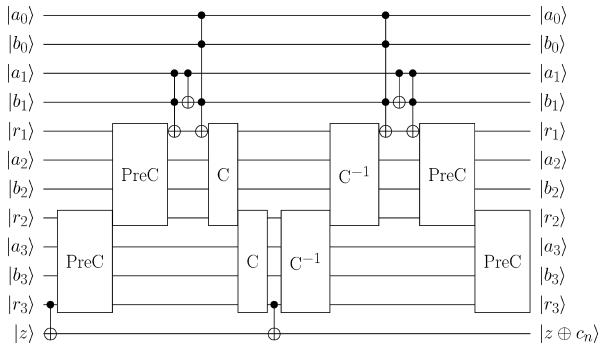 |a₀⟩ |a₀⟩
|b₀⟩ |b₀⟩
|a₁⟩ |a₁⟩
|b₁⟩ |b₁⟩
|r₁⟩ |r₁⟩
|a₂⟩ PreC C C⁻¹ PreC |a₂⟩
|b₂⟩ |b₂⟩
|r₂⟩ |r₂⟩
|a₃⟩ PreC C C⁻¹ PreC |a₃⟩
|b₃⟩ |b₃⟩
|r₃⟩ |r₃⟩
|z⟩ |z ⊕ cₙ⟩